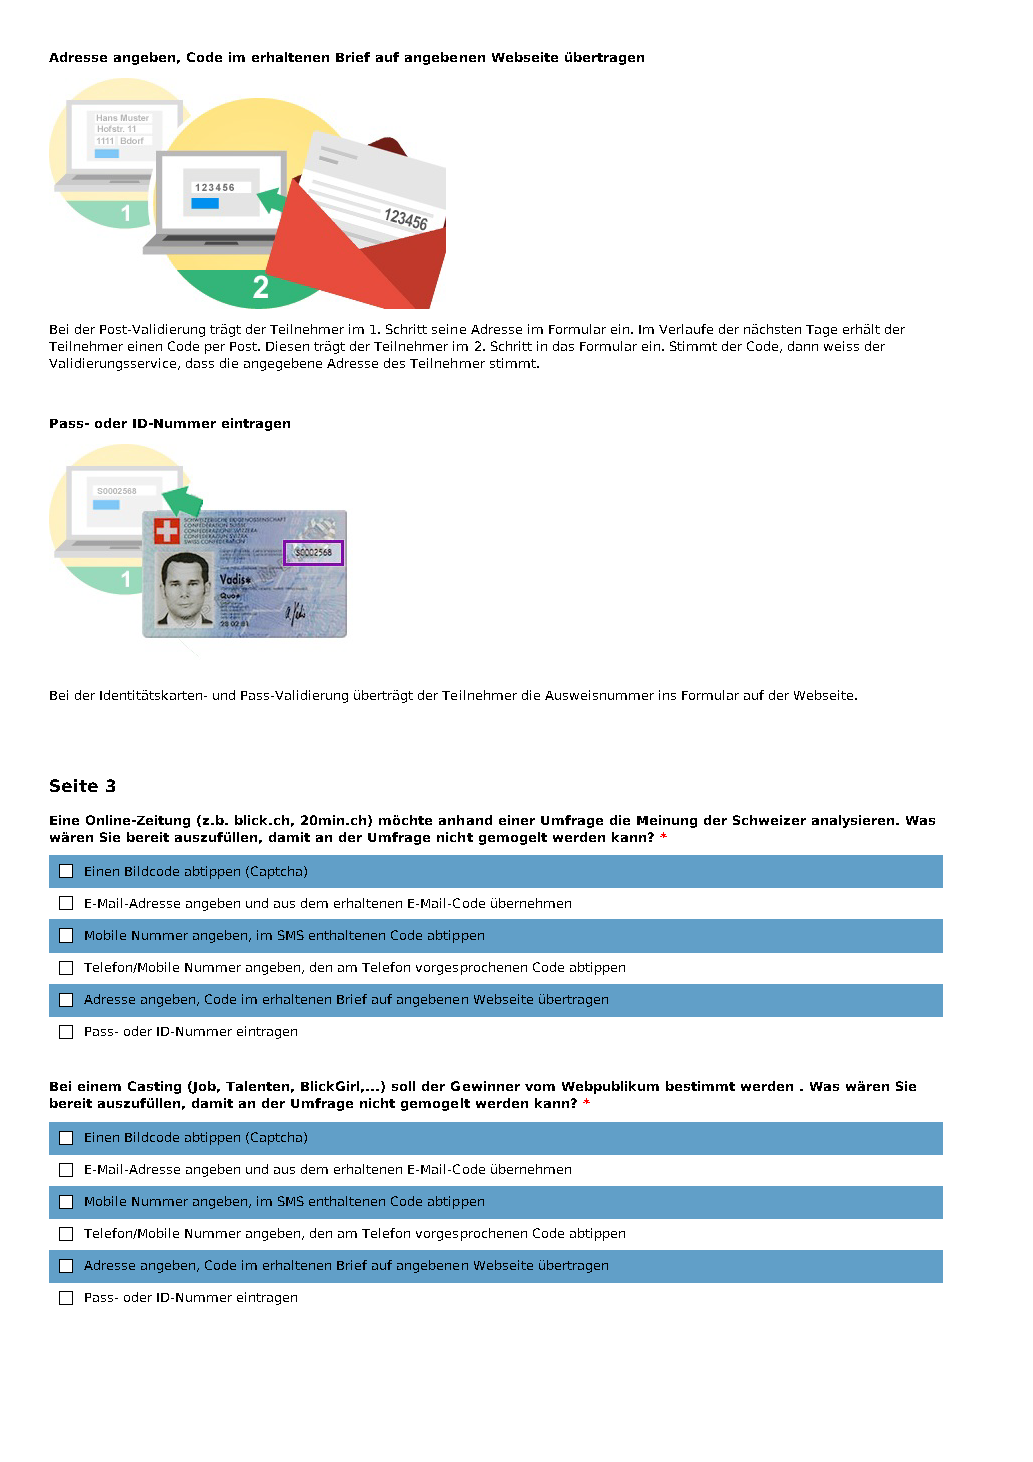 Adresse angeben, Code im erhaltenen Brief auf angebenen Webseite übertragen
Hans Muster
Hofstr. 11
1111 Bdorf
1
123456
123456
2
Bei der Post-Validierung trägt der Teilnehmer im 1. Schritt seine Adresse im Formular ein. Im Verlaufe der nächsten Tage erhält der
Teilnehmer einen Code per Post. Diesen trägt der Teilnehmer im 2. Schritt in das Formular ein. Stimmt der Code, dann weiss der
Validierungsservice, dass die angegebene Adresse des Teilnehmer stimmt.
Pass- oder ID-Nummer eintragen
S0002568
1
SCHWEIZERISCHE EIDGENOSSENSCHAFT
CONFEDERATION SUISSE
CONFEDERAZIONE SVIZZERA
CONFEDERAZIUN SVIZRA
SWISS CONFEDERATION
S0002568
Vadis*
Quo*
Bei der Identitätskarten- und Pass-Validierung überträgt der Teilnehmer die Ausweisnummer ins Formular auf der Webseite.
Seite 3
Eine Online-Zeitung (z.b. blick.ch, 20min.ch) möchte anhand einer Umfrage die Meinung der Schweizer analysieren. Was
wären Sie bereit auszufüllen, damit an der Umfrage nicht gemogelt werden kann? *
Einen Bildcode abtippen (Captcha)
E-Mail-Adresse angeben und aus dem erhaltenen E-Mail-Code übernehmen
Mobile Nummer angeben, im SMS enthaltenen Code abtippen
Telefon/Mobile Nummer angeben, den am Telefon vorgesprochenen Code abtippen
Adresse angeben, Code im erhaltenen Brief auf angebenen Webseite übertragen
Pass- oder ID-Nummer eintragen
Bei einem Casting (Job, Talenten, BlickGirl,...) soll der Gewinner vom Webpublikum bestimmt werden . Was wären Sie
bereit auszufüllen, damit an der Umfrage nicht gemogelt werden kann? *
Einen Bildcode abtippen (Captcha)
E-Mail-Adresse angeben und aus dem erhaltenen E-Mail-Code übernehmen
Mobile Nummer angeben, im SMS enthaltenen Code abtippen
Telefon/Mobile Nummer angeben, den am Telefon vorgesprochenen Code abtippen
Adresse angeben, Code im erhaltenen Brief auf angebenen Webseite übertragen
Pass- oder ID-Nummer eintragen